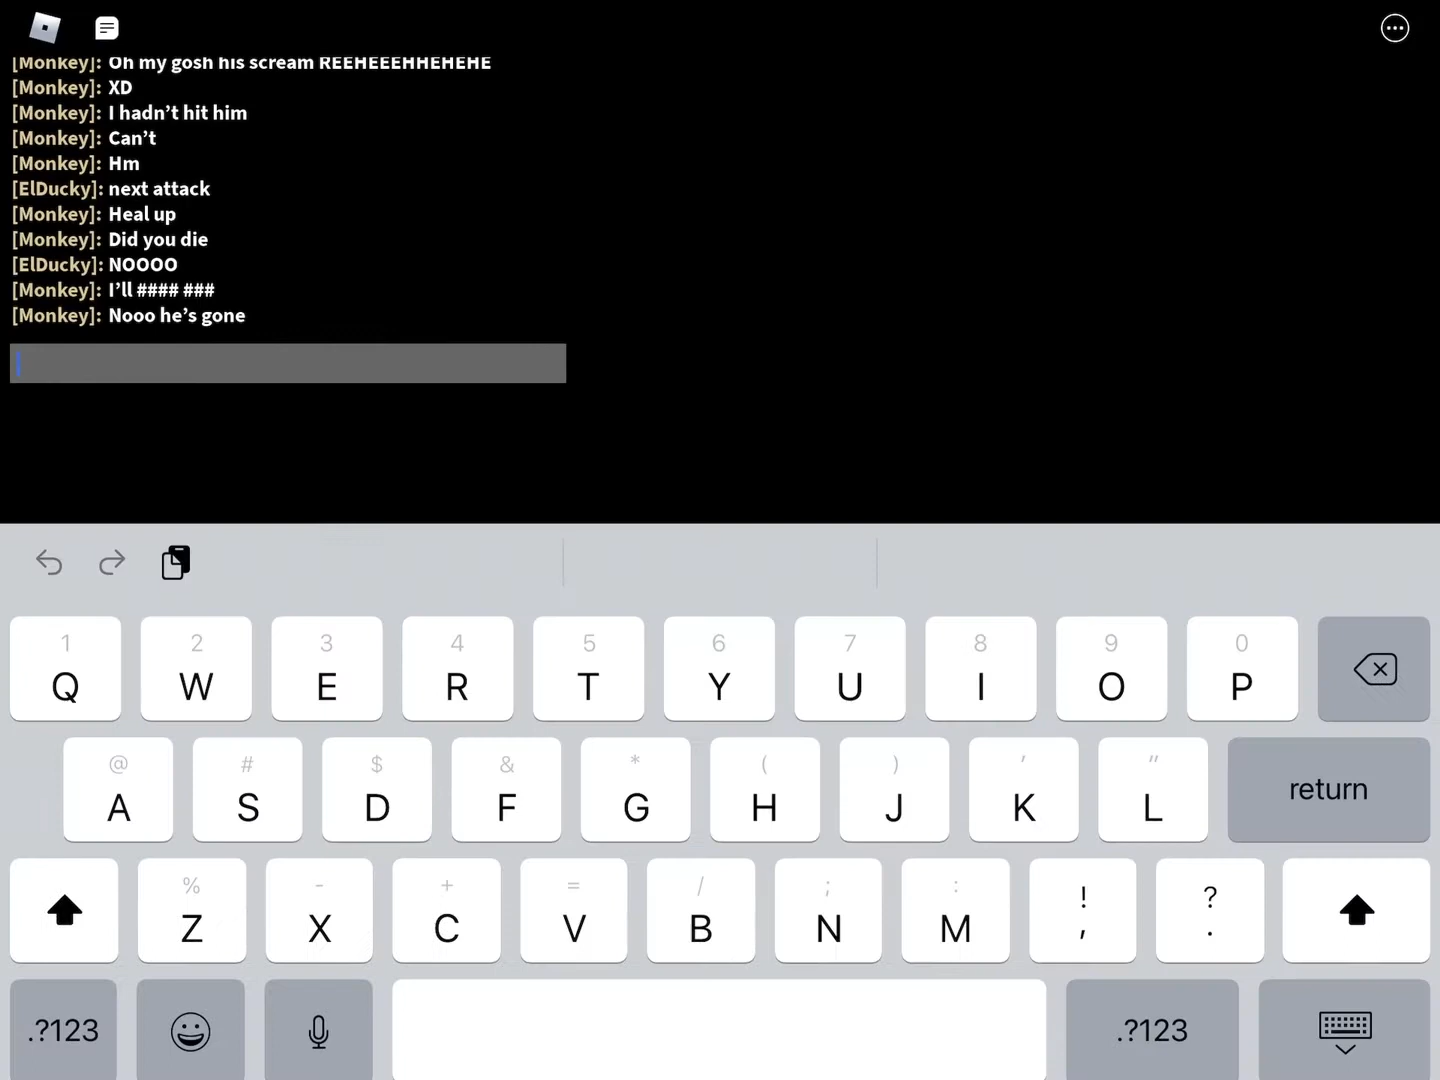 [Monkey]: Oh my gosh his scream REEHEEEHHEHEHE
[Monkey]: XD
[Monkey]: I hadn’t hit him
[Monkey]: Can’t
[Monkey]: Hm
[ElDucky]: next attack
[Monkey]: Heal up
[Monkey]: Did you die
[ElDucky]: NOOOO
[Monkey]: I’ll #### ###
[Monkey]: Nooo he’s gone
1 2 3 4 5 6 7 8 9 0
Q W E R T Y U I O P
@ # $ & * ( ) ' "
A S D F G H J K L return
% - + = / ; : ! ?
Z X C V B N M , .
.?123 .?123